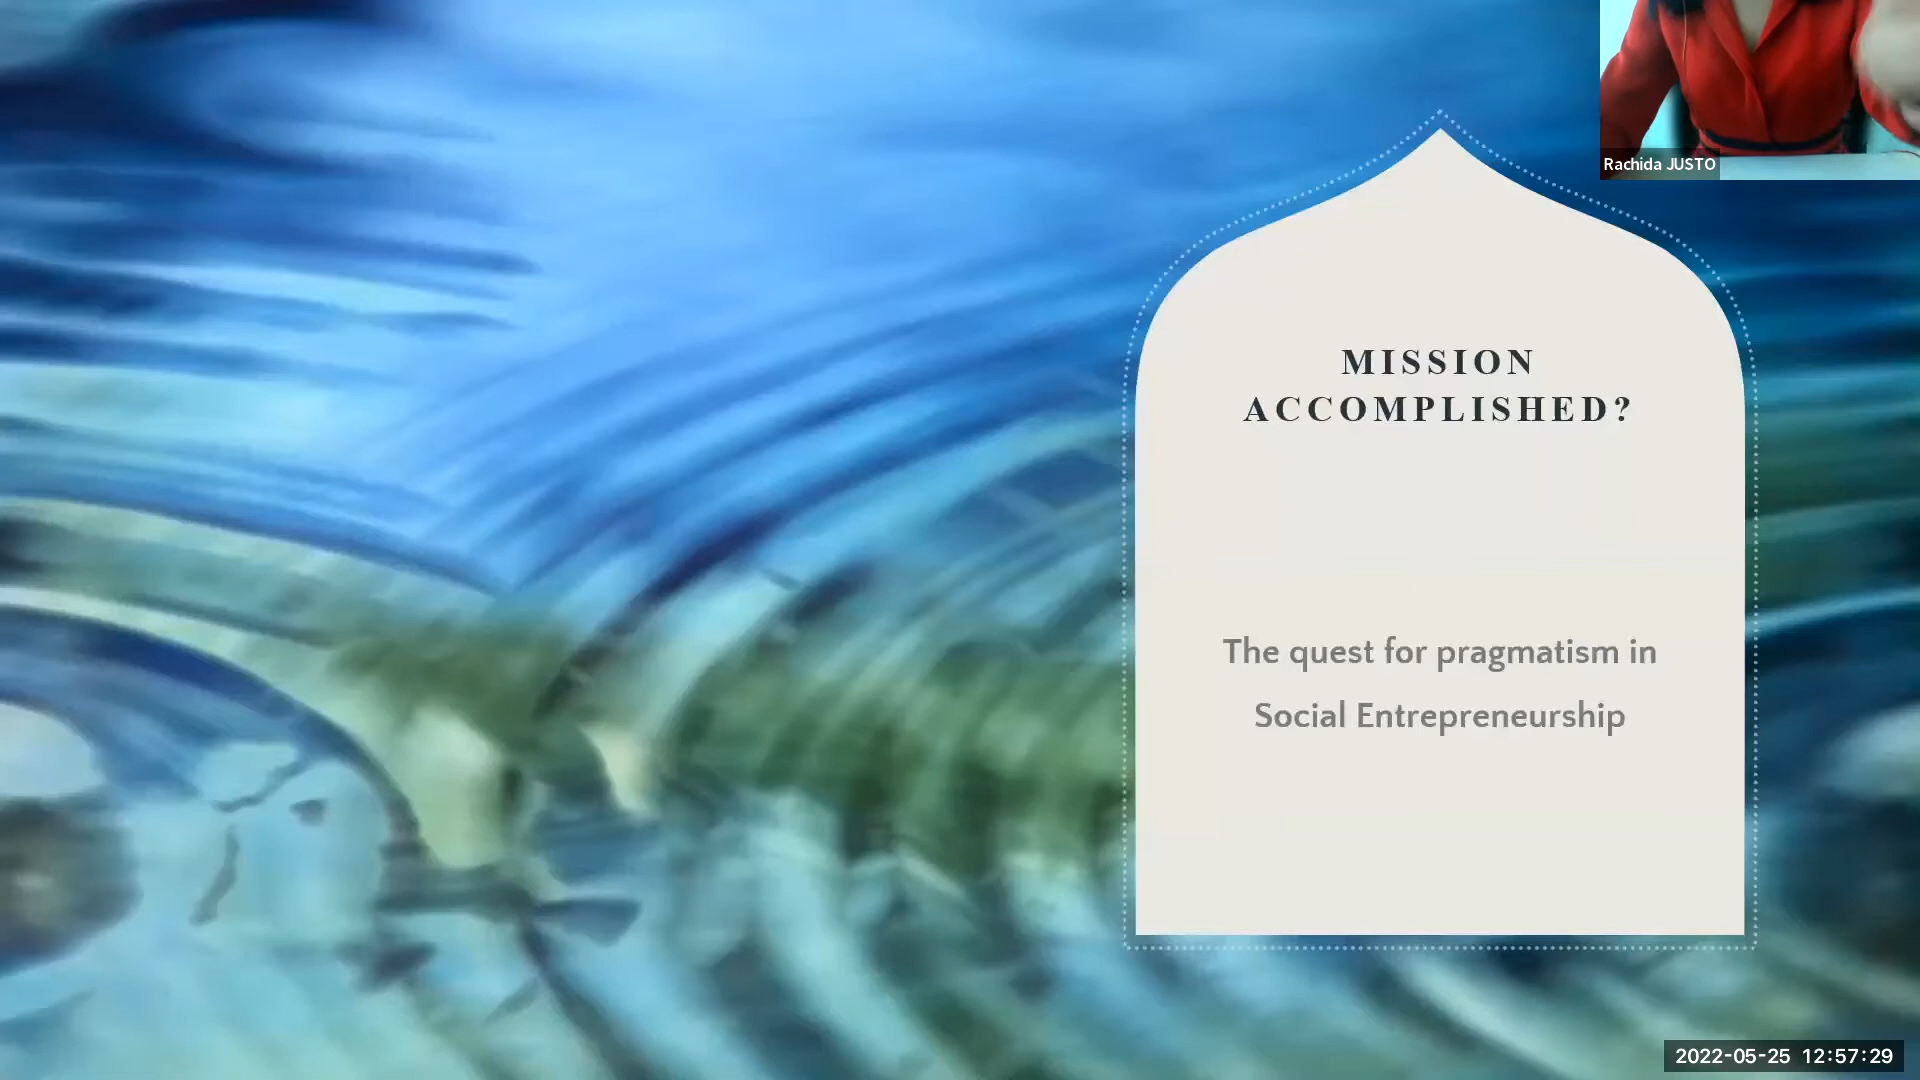 Rachida JUSTO
MISSION
ACCOMPLISHED?
The quest for pragmatism in
Social Entrepreneurship
2022-05-25 12:57:29